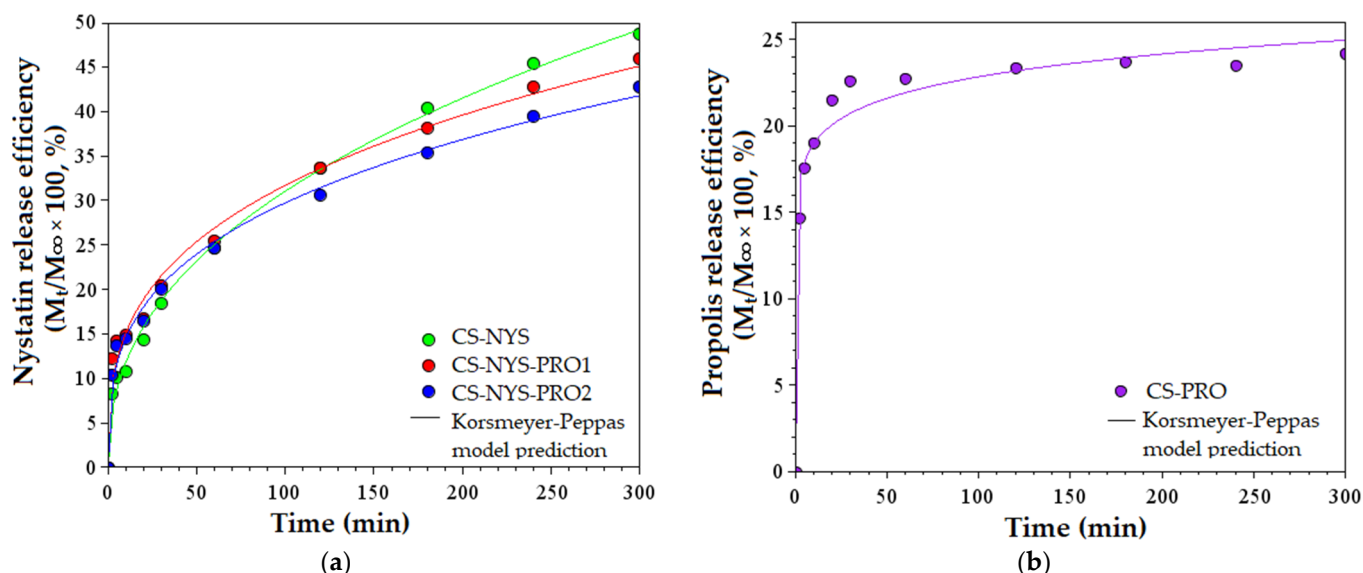 Nystatin release efficiency
(Mt/M∞ × 100, %)
50
45
40
35
30
25
20
15
10
5
0
CS-NYS
CS-NYS-PRO1
CS-NYS-PRO2
Korsmeyer-Peppas
model prediction
0 50 100 150 200 250 300
Time (min)
(a)
Propolis release efficiency
(Mt/M∞ × 100, %)
25
20
15
10
5
0
CS-PRO
Korsmeyer-Peppas
model prediction
0 50 100 150 200 250 300
Time (min)
(b)